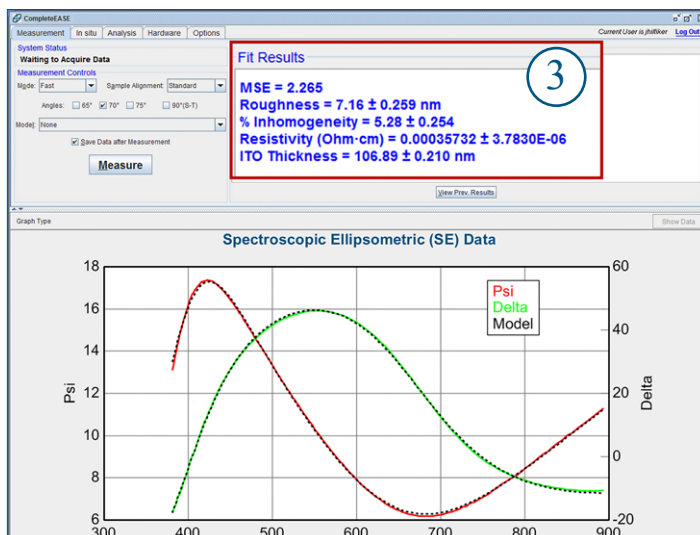 CompleteEASE
Measurement In situ Analysis Hardware Options
Current User is jhilfiker Log Out
System Status
Waiting to Acquire Data
Measurement Controls
Mode: Fast Sample Alignment: Standard
Angles: 65° 70° 75° 90°(S-T)
Model: None
Save Data after Measurement
Measure
Fit Results
3
MSE = 2.265
Roughness = 7.16 ± 0.259 nm
% Inhomogeneity = 5.28 ± 0.254
Resistivity (Ohm·cm) = 0.00035732 ± 3.7830E-06
ITO Thickness = 106.89 ± 0.210 nm
View Prev. Results
Graph Type
Show Data
Spectroscopic Ellipsometric (SE) Data
18
16
14
12
10
8
6
Psi
60
40
20
0
-20
Delta
Psi
Delta
Model
300 400 500 600 700 800 900